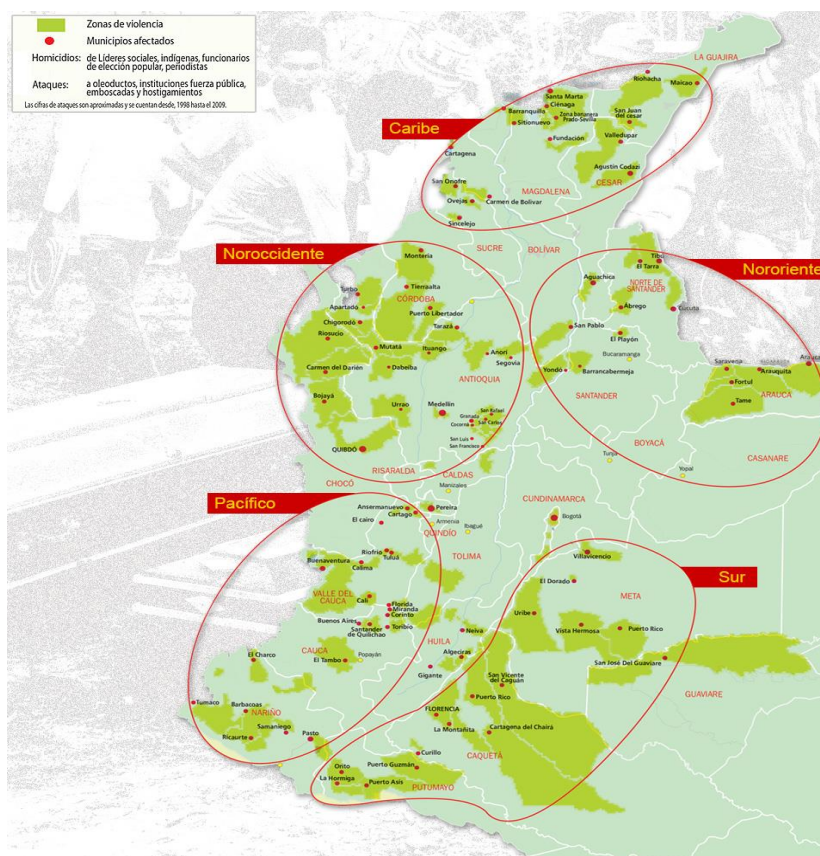 Zonas de violencia
Municipios afectados
Homicidios: de Líderes sociales, indígenas, funcionarios
de elección popular, periodistas
Ataques: a oleoductos, instituciones fuerza pública,
emboscadas y hostigamientos
Las cifras de ataques son aproximadas y se cuentan desde, 1998 hasta el 2009.
LA GUAJIRA
Riohacha
Maicao
Santa Marta
Ciénaga
Barranquilla
Zona bananera
Prado-Sevilla
San Juan
del cesar
Sitionuevo
Caribe
Fundación
Valledupar
Cartagena
Agustín Codazi
San Onofre
MAGDALENA
CESAR
Ovejas
Carmen de Bolívar
Sincelejo
Noroccidente
SUCRE
BOLÍVAR
Montería
Tibú
El Tarra
Nororiente
Aguachica
NORTE DE
SANTANDER
Tierraalta
Turbo
CÓRDOBA
Apartadó
Puerto Libertador
Ábrego
Cúcuta
Chigorodó
Tarazá
San Pablo
Riosucio
El Playón
Mutatá
Ituango
Anorí
Segovia
Bucaramanga
Saravena
Arauquita
Carmen del Darién
Dabeiba
Yondó
Barrancabermeja
Fortul
ANTIOQUIA
SANTANDER
ARAUCA
Bojayá
Urrao
Medellín
Tame
San Rafael
Granada
Cocorná
San Carlos
San Luis
San Francisco
BOYACÁ
QUIBDÓ
Tunja
CASANARE
RISARALDA
CALDAS
Yopal
CHOCÓ
Manizales
Pacífico
CUNDINAMARCA
Ansermanuevo
Cartago
Pereira
El cairo
Armenia
Bogotá
QUINDÍO
Ibagué
Riofrío
Tuluá
TOLIMA
Buenaventura
Calima
Villavicencio
Sur
El Dorado
VALLE DEL
CAUCA
Cali
META
Florida
Miranda
Corinto
Uribe
Buenos Aires
Santander
de Quilichao
Toribío
Vista Hermosa
Puerto Rico
Neiva
HUILA
El Charco
CAUCA
El Tambo
Popayán
Algeciras
San José Del Guaviare
Gigante
San Vicente
del Caguán
GUAVIARE
Tumaco
Barbacoas
Puerto Rico
NARIÑO
FLORENCIA
Samaniego
La Montañita
Cartagena del Chairá
Ricaurte
Pasto
Curillo
CAQUETÁ
Orito
Puerto Guzmán
La Hormiga
Puerto Asís
PUTUMAYO